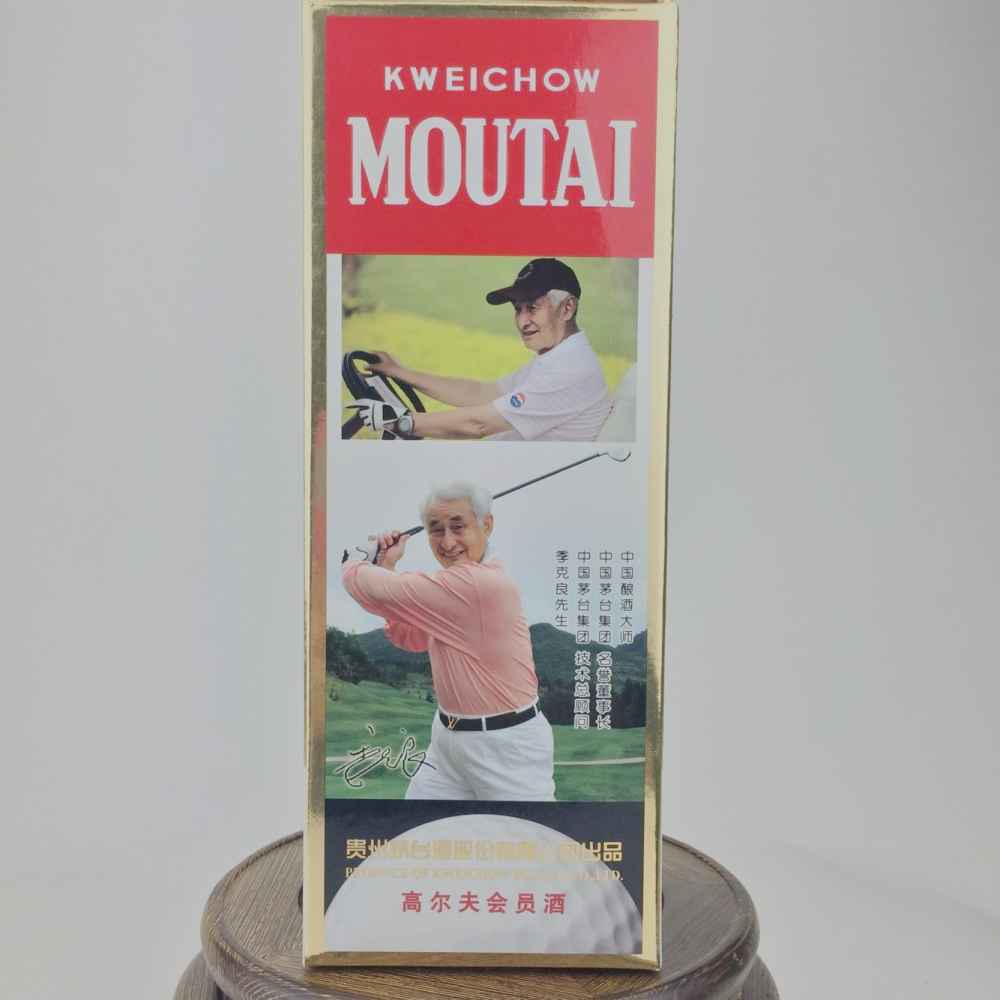 KWEICHOW
MOUTAI
中国酿酒大师
中国茅台集团 名誉董事长
中国茅台集团 技术总顾问
季克良先生
贵州茅台酒股份有限公司出品
高尔夫会员酒